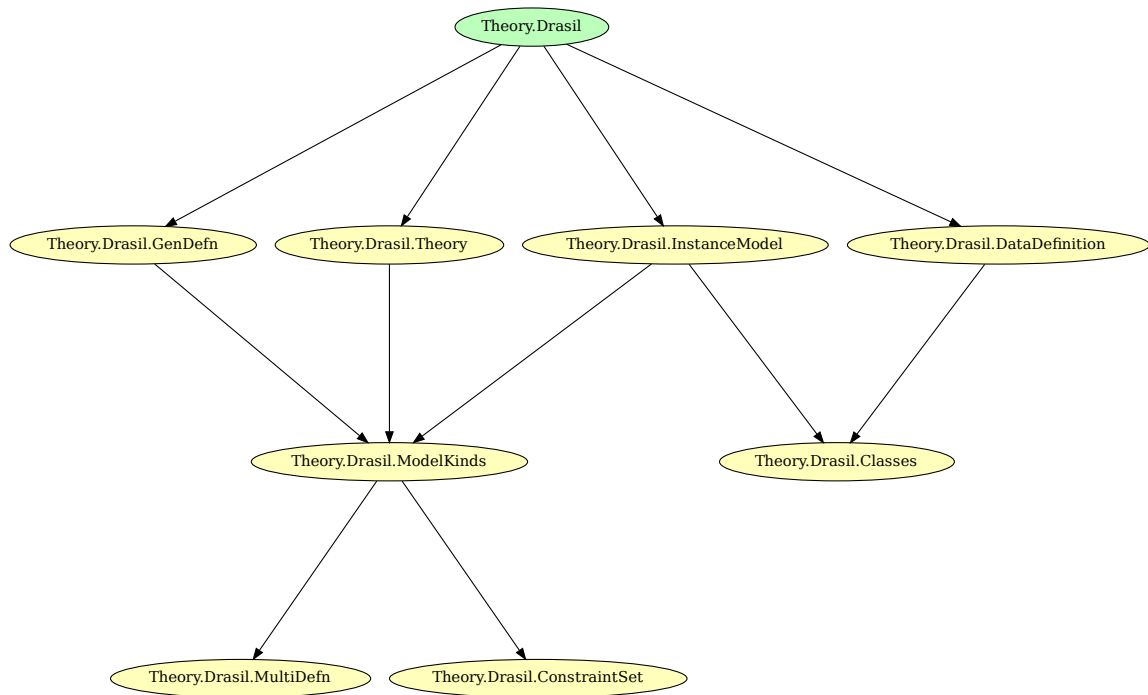 Theory.Drasil
Theory.Drasil.GenDefn
Theory.Drasil.Theory
Theory.Drasil.InstanceModel
Theory.Drasil.DataDefinition
Theory.Drasil.ModelKinds
Theory.Drasil.Classes
Theory.Drasil.MultiDefn
Theory.Drasil.ConstraintSet